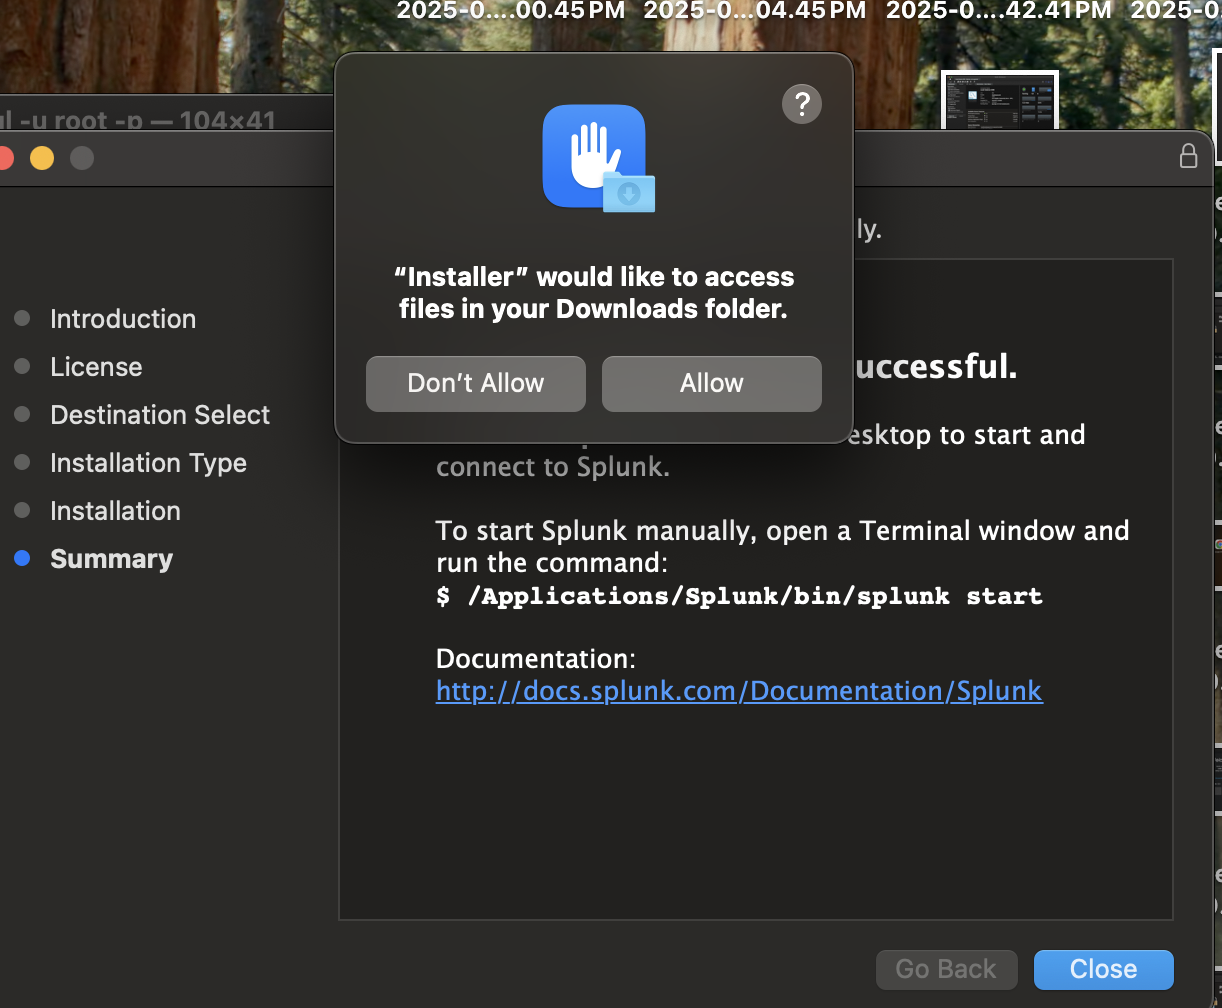 2025-0....00.45 PM 2025-0...04.45 PM 2025-0....42.41 PM 2025-0
-u root -p — 104×41
?
“Installer” would like to access
files in your Downloads folder.
Don't Allow
Allow
ly.
Introduction
License
Destination Select
Installation Type
Installation
Summary
uccessful.
esktop to start and
connect to Splunk.
To start Splunk manually, open a Terminal window and
run the command:
$ /Applications/Splunk/bin/splunk start
Documentation:
http://docs.splunk.com/Documentation/Splunk
Go Back
Close